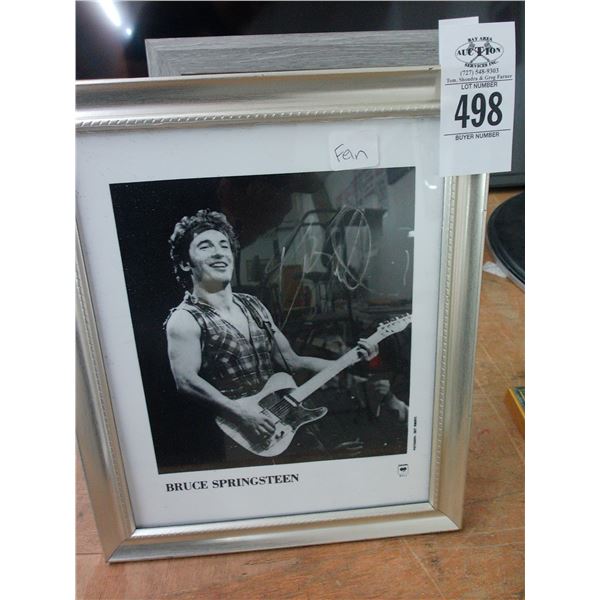 BAY AREA
AUCTION
SERVICES INC.
(727) 548-9303
Tom, Shondra & Greg Farner
LOT NUMBER
498
BUYER NUMBER
Fein
BRUCE SPRINGSTEEN